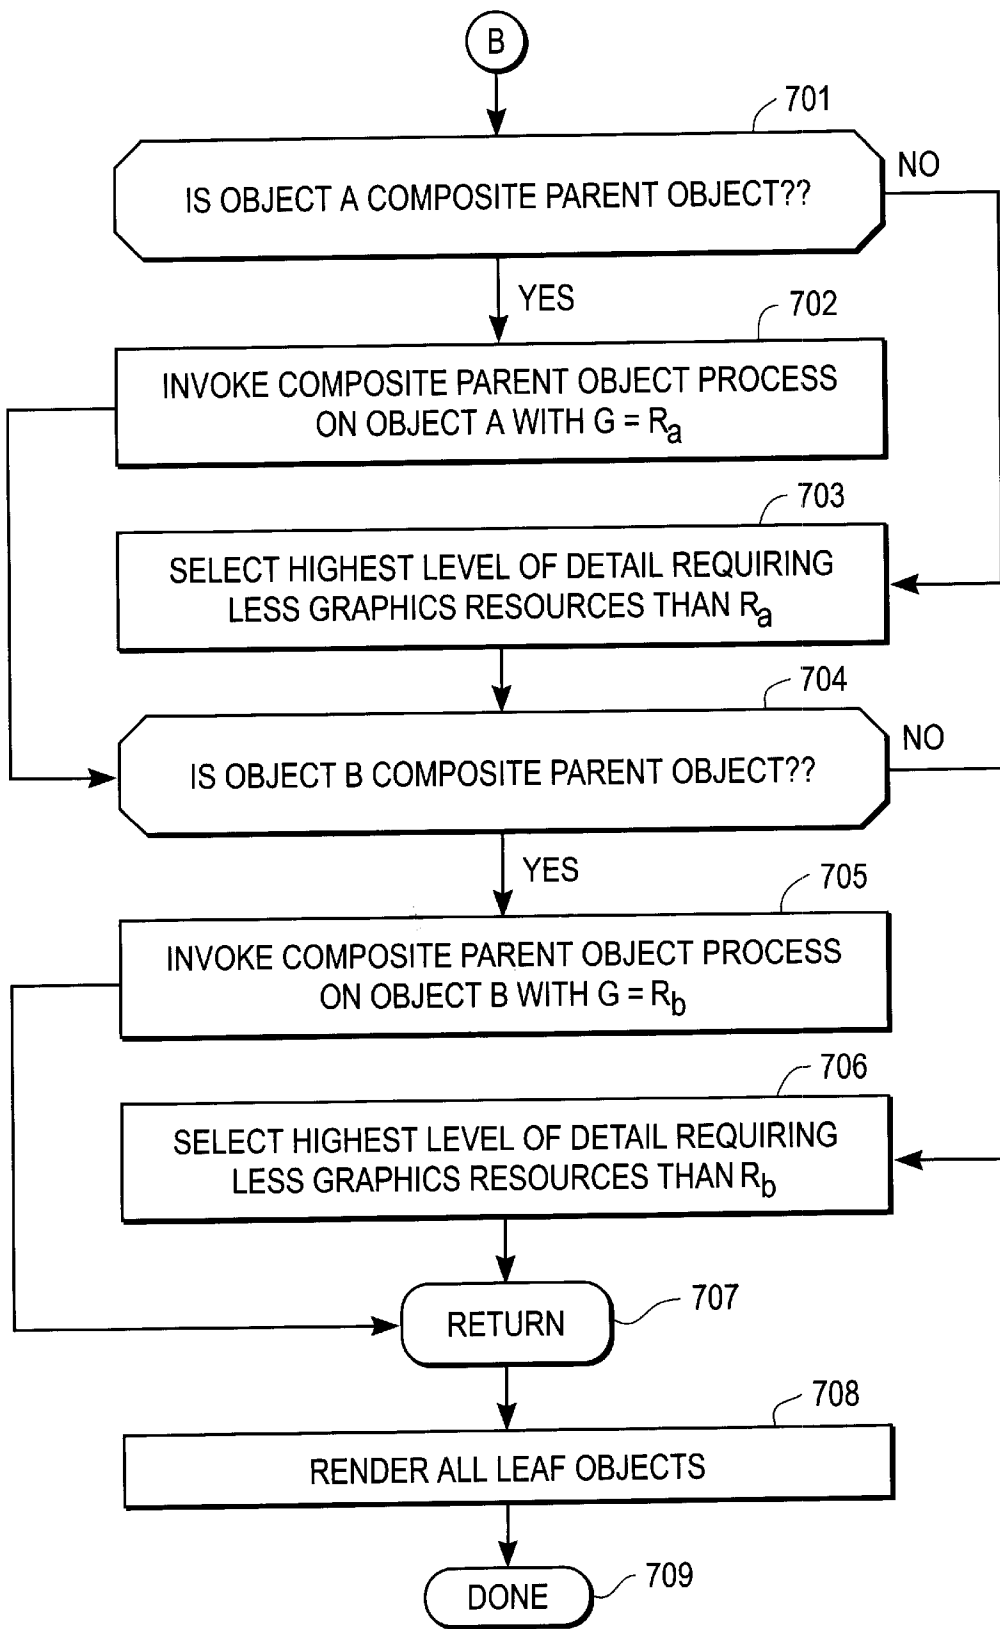 B
701
IS OBJECT A COMPOSITE PARENT OBJECT??
NO
YES
702
INVOKE COMPOSITE PARENT OBJECT PROCESS
ON OBJECT A WITH G = Ra
703
SELECT HIGHEST LEVEL OF DETAIL REQUIRING
LESS GRAPHICS RESOURCES THAN Ra
704
IS OBJECT B COMPOSITE PARENT OBJECT??
NO
YES
705
INVOKE COMPOSITE PARENT OBJECT PROCESS
ON OBJECT B WITH G = Rb
706
SELECT HIGHEST LEVEL OF DETAIL REQUIRING
LESS GRAPHICS RESOURCES THAN Rb
RETURN
707
708
RENDER ALL LEAF OBJECTS
DONE
709